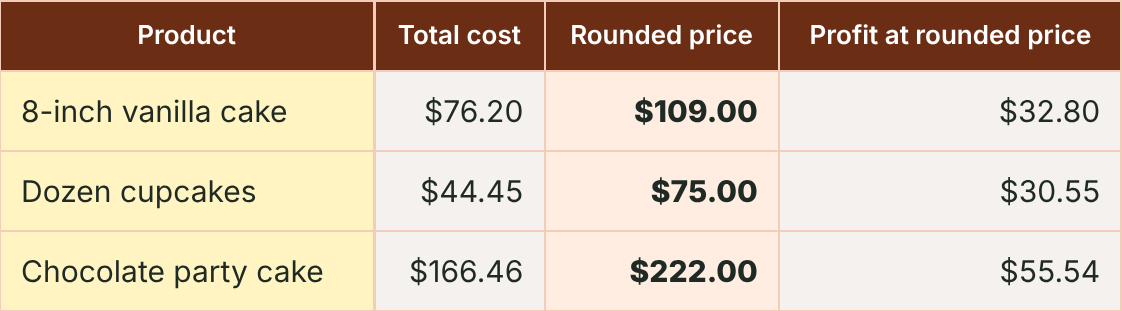 Product Total cost Rounded price Profit at rounded price
8-inch vanilla cake $76.20 $109.00 $32.80
Dozen cupcakes $44.45 $75.00 $30.55
Chocolate party cake $166.46 $222.00 $55.54